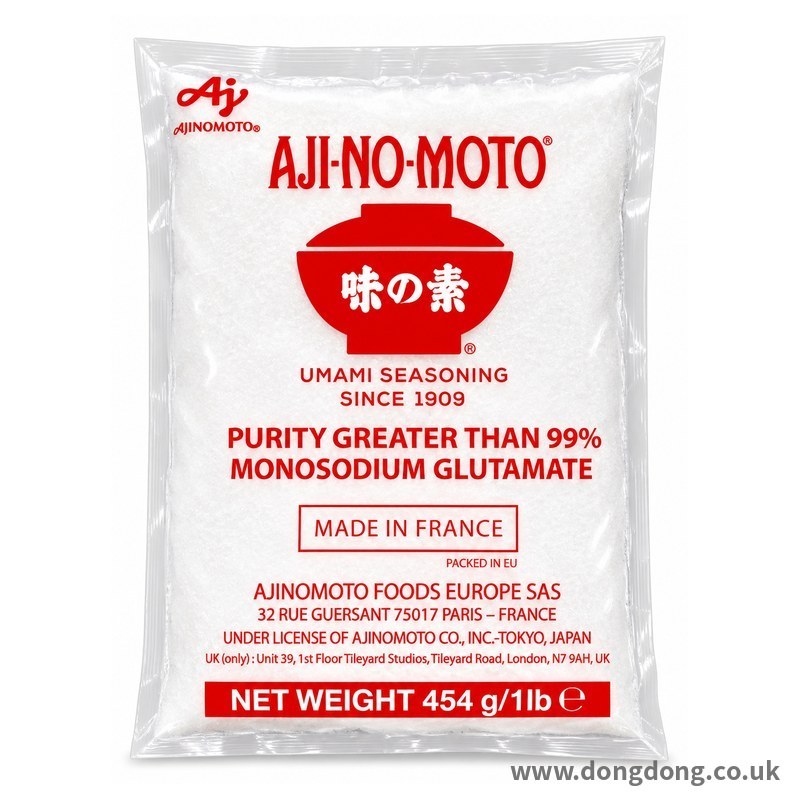 Aj
AJINOMOTO®
AJI-NO-MOTO®
味の素
®
UMAMI SEASONING
SINCE 1909
PURITY GREATER THAN 99%
MONOSODIUM GLUTAMATE
MADE IN FRANCE
PACKED IN EU
AJINOMOTO FOODS EUROPE SAS
32 RUE GUERSANT 75017 PARIS – FRANCE
UNDER LICENSE OF AJINOMOTO CO., INC.-TOKYO, JAPAN
UK (only) : Unit 39, 1st Floor Tileyard Studios, Tileyard Road, London, N7 9AH, UK
NET WEIGHT 454 g/1lb ℮
www.dongdong.co.uk